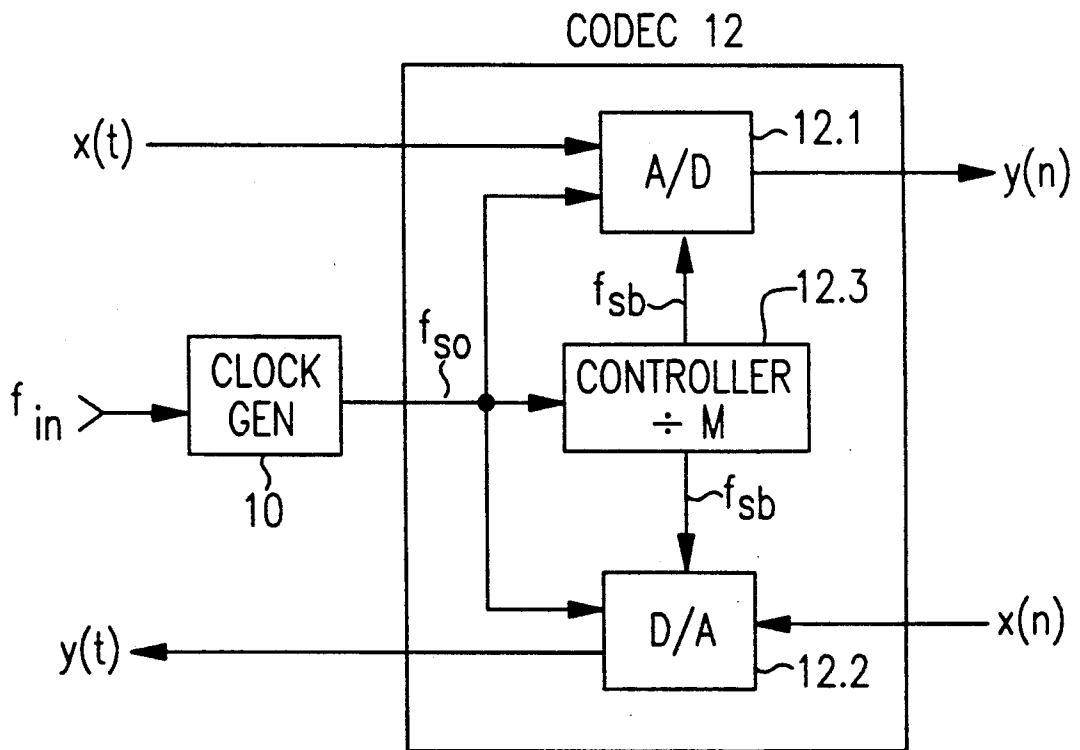 CODEC 12
x(t)
12.1
A/D
y(n)
f_sb
12.3
f_so
CLOCK
GEN
CONTROLLER
÷ M
f_in
10
f_sb
D/A
x(n)
y(t)
12.2